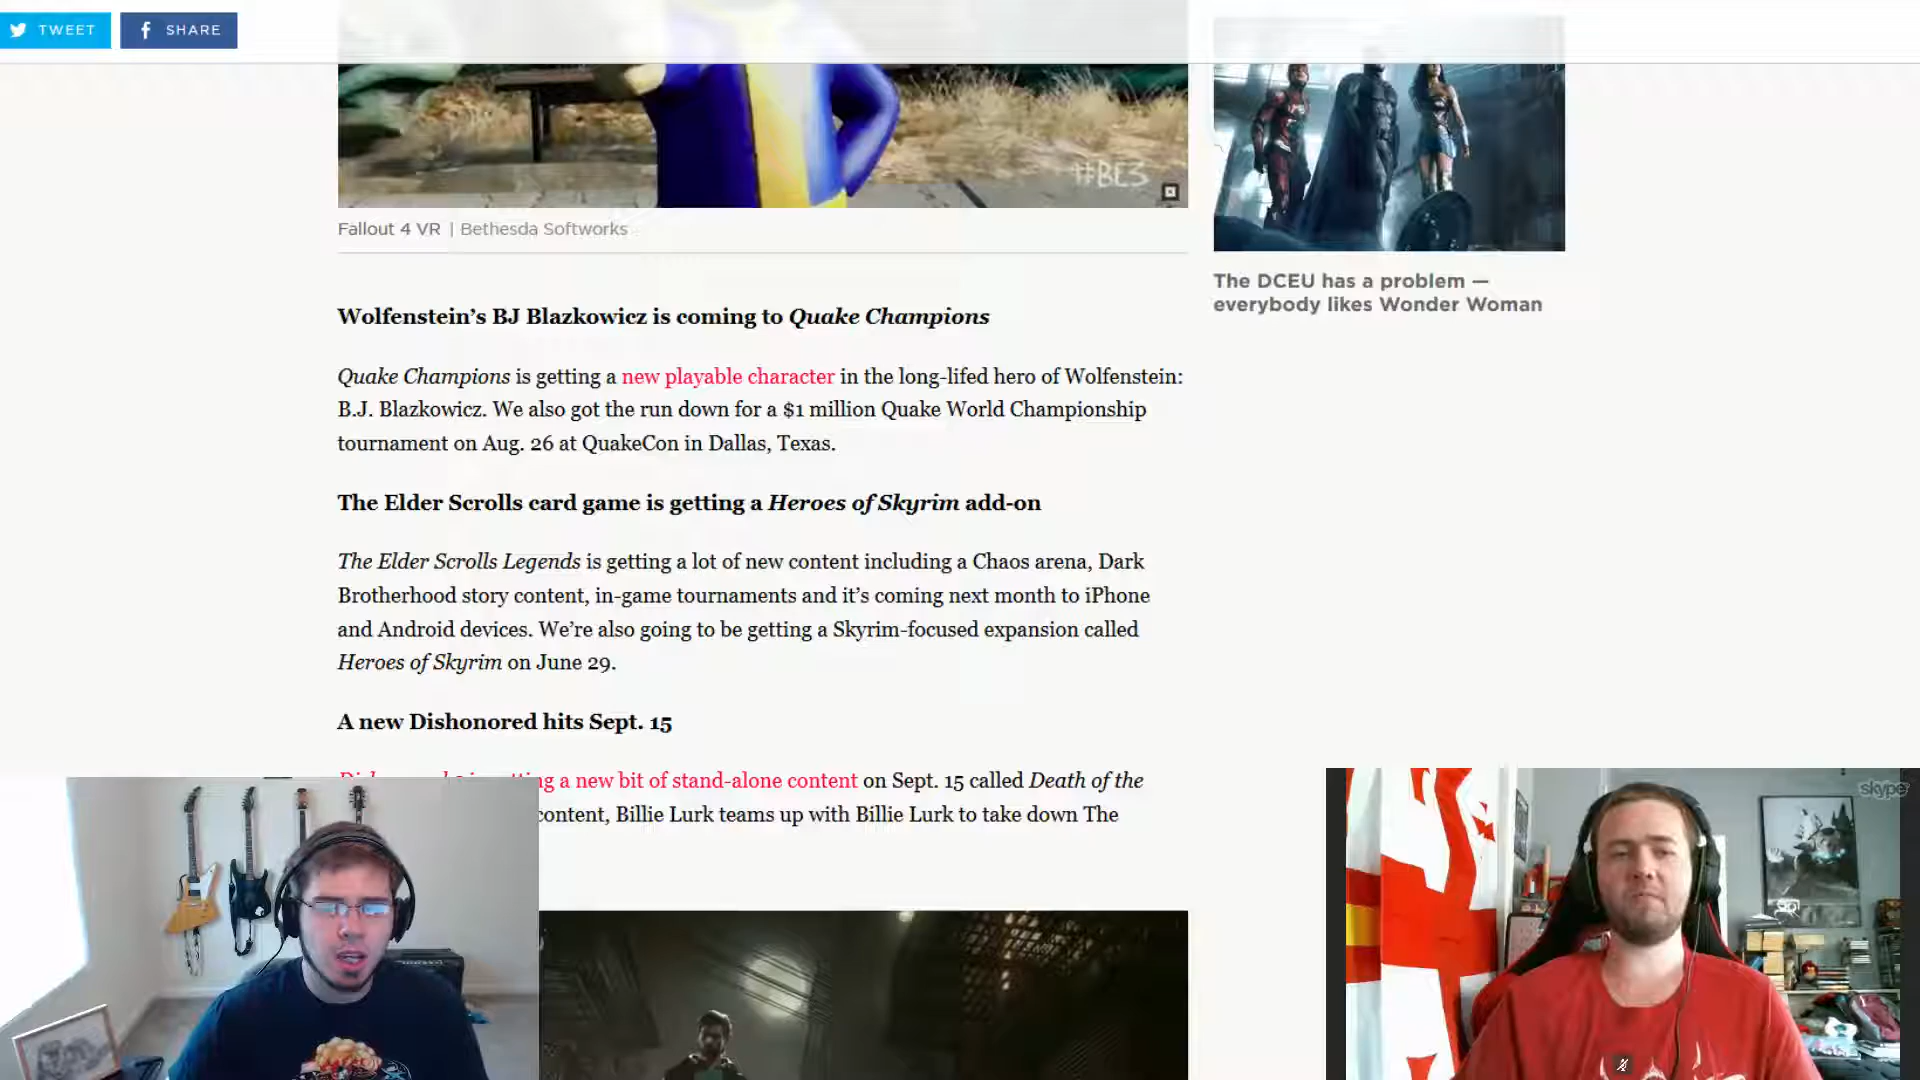 TWEET
SHARE
#BE3
Fallout 4 VR | Bethesda Softworks
The DCEU has a problem —
everybody likes Wonder Woman
Wolfenstein’s BJ Blazkowicz is coming to Quake Champions
Quake Champions is getting a new playable character in the long-lifed hero of Wolfenstein:
B.J. Blazkowicz. We also got the run down for a $1 million Quake World Championship
tournament on Aug. 26 at QuakeCon in Dallas, Texas.
The Elder Scrolls card game is getting a Heroes of Skyrim add-on
The Elder Scrolls Legends is getting a lot of new content including a Chaos arena, Dark
Brotherhood story content, in-game tournaments and it’s coming next month to iPhone
and Android devices. We’re also going to be getting a Skyrim-focused expansion called
Heroes of Skyrim on June 29.
A new Dishonored hits Sept. 15
a new bit of stand-alone content on Sept. 15 called Death of the
content, Billie Lurk teams up with Billie Lurk to take down The
skype